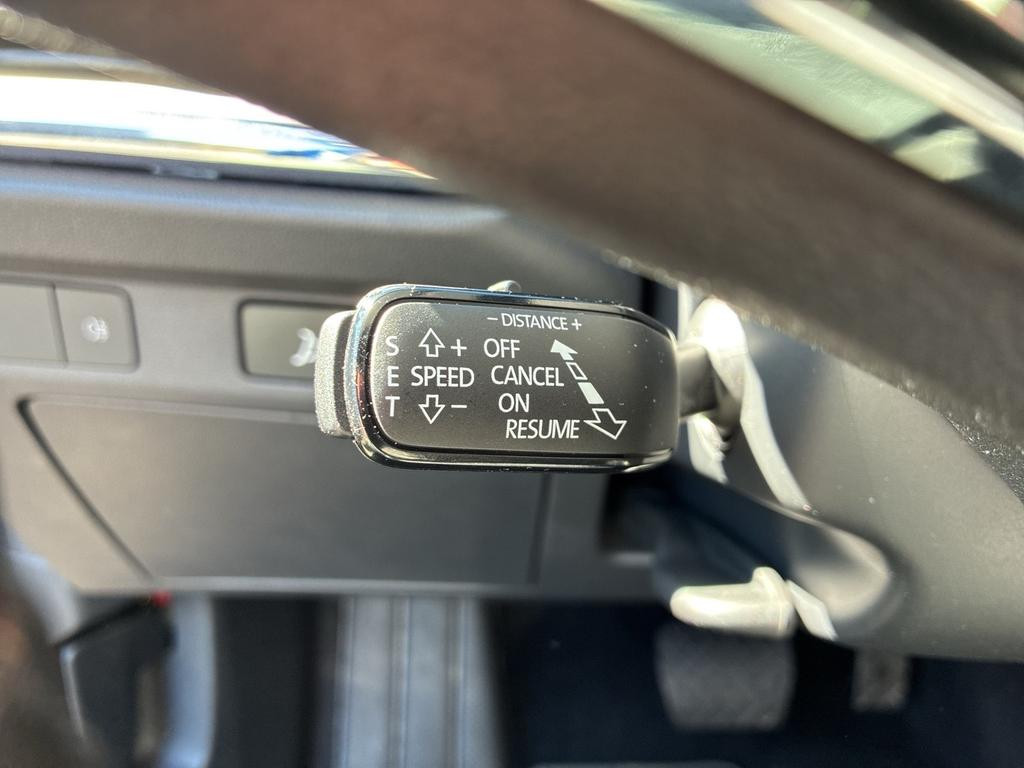 − DISTANCE +
S + OFF
E SPEED CANCEL
T − ON
RESUME